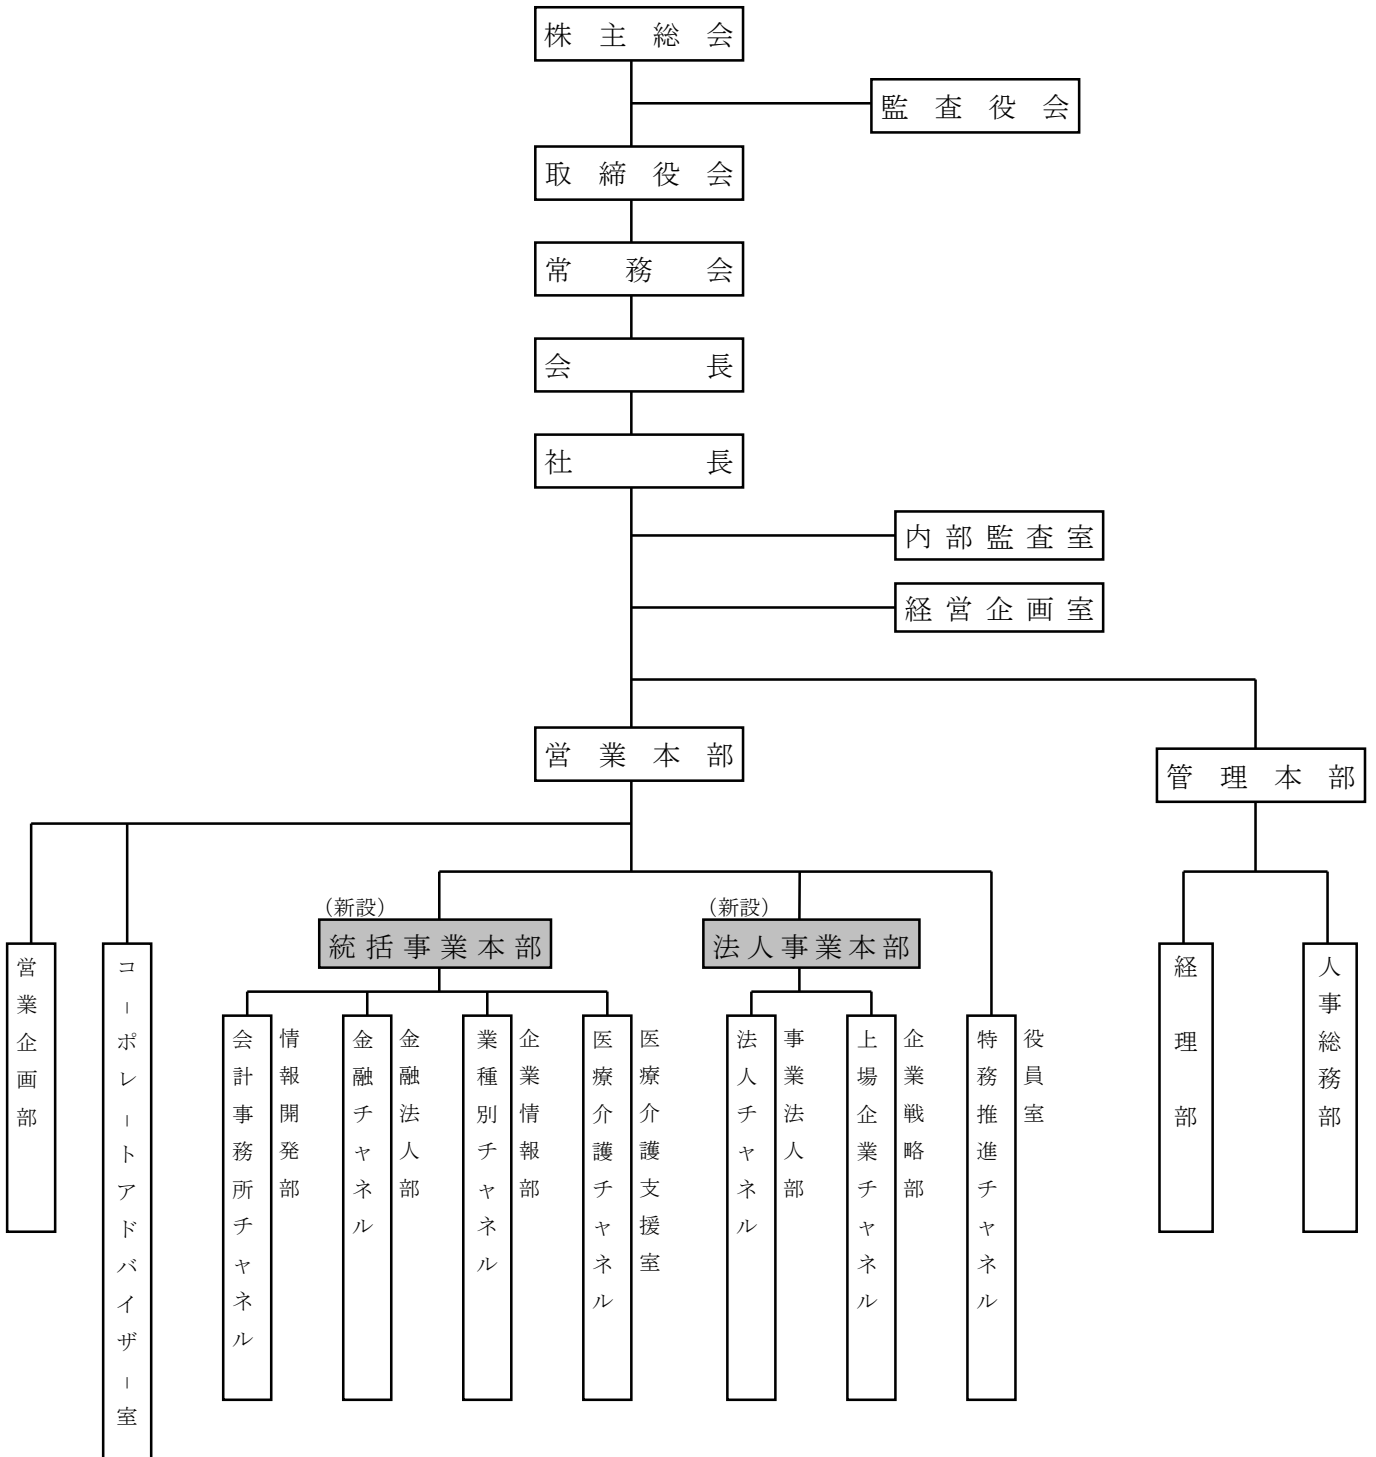 株主総会
監査役会
取締役会
常務会
会長
社長
内部監査室
経営企画室
営業本部
管理本部
(新設)
統括事業本部
(新設)
法人事業本部
営業企画部
コーポレートアドバイザー室
会計事務所チャネル
情報開発部
金融チャネル
金融法人部
業種別チャネル
企業情報部
医療介護チャネル
医療介護支援室
法人チャネル
事業法人部
上場企業チャネル
企業戦略部
特務推進チャネル
役員室
経理部
人事総務部